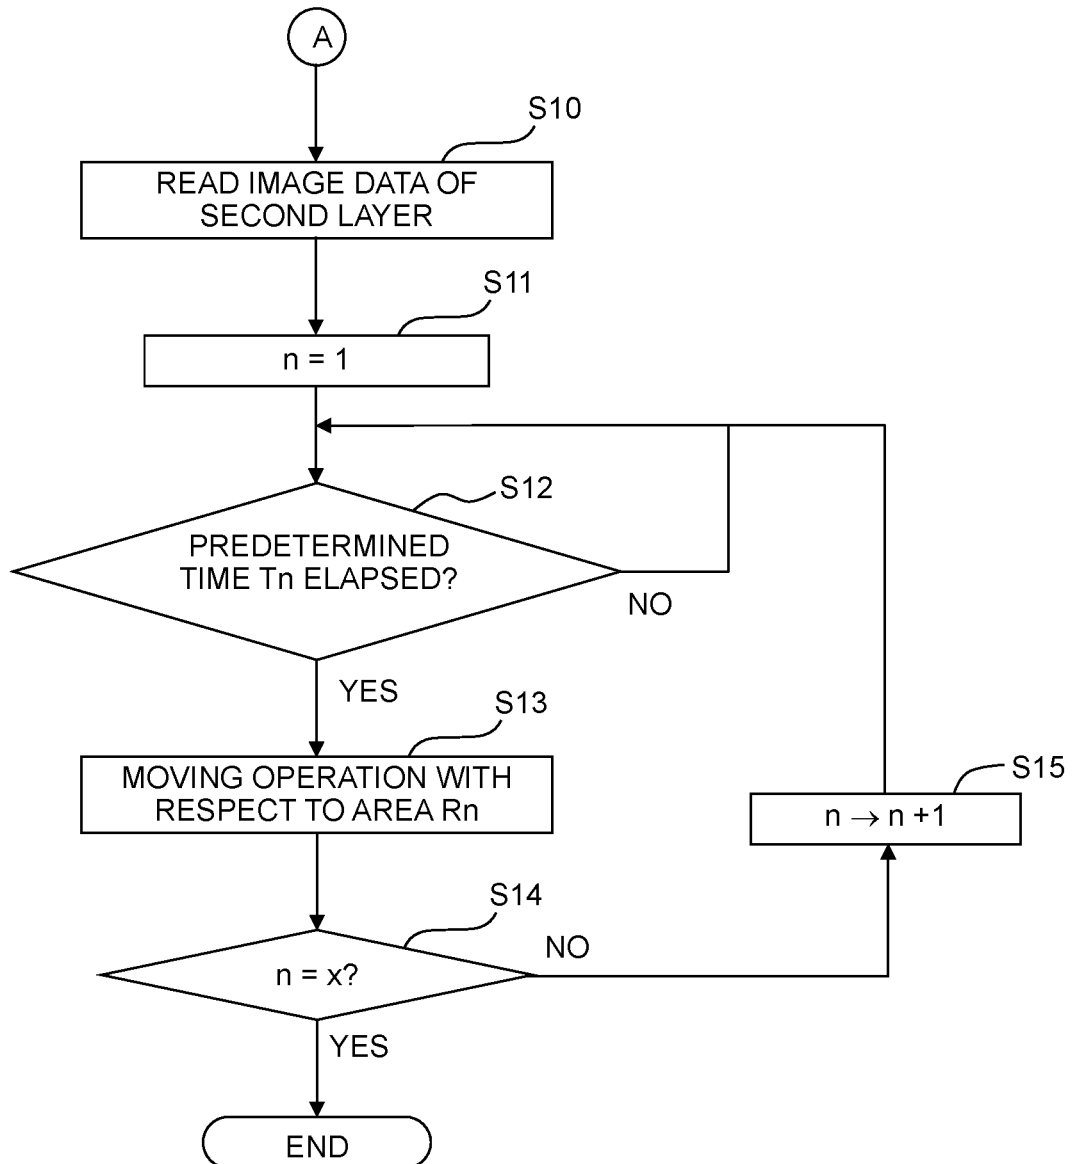 A
S10
READ IMAGE DATA OF
SECOND LAYER
S11
n = 1
S12
PREDETERMINED
TIME Tn ELAPSED?
NO
YES
S13
MOVING OPERATION WITH
RESPECT TO AREA Rn
S15
n → n +1
S14
n = x?
NO
YES
END